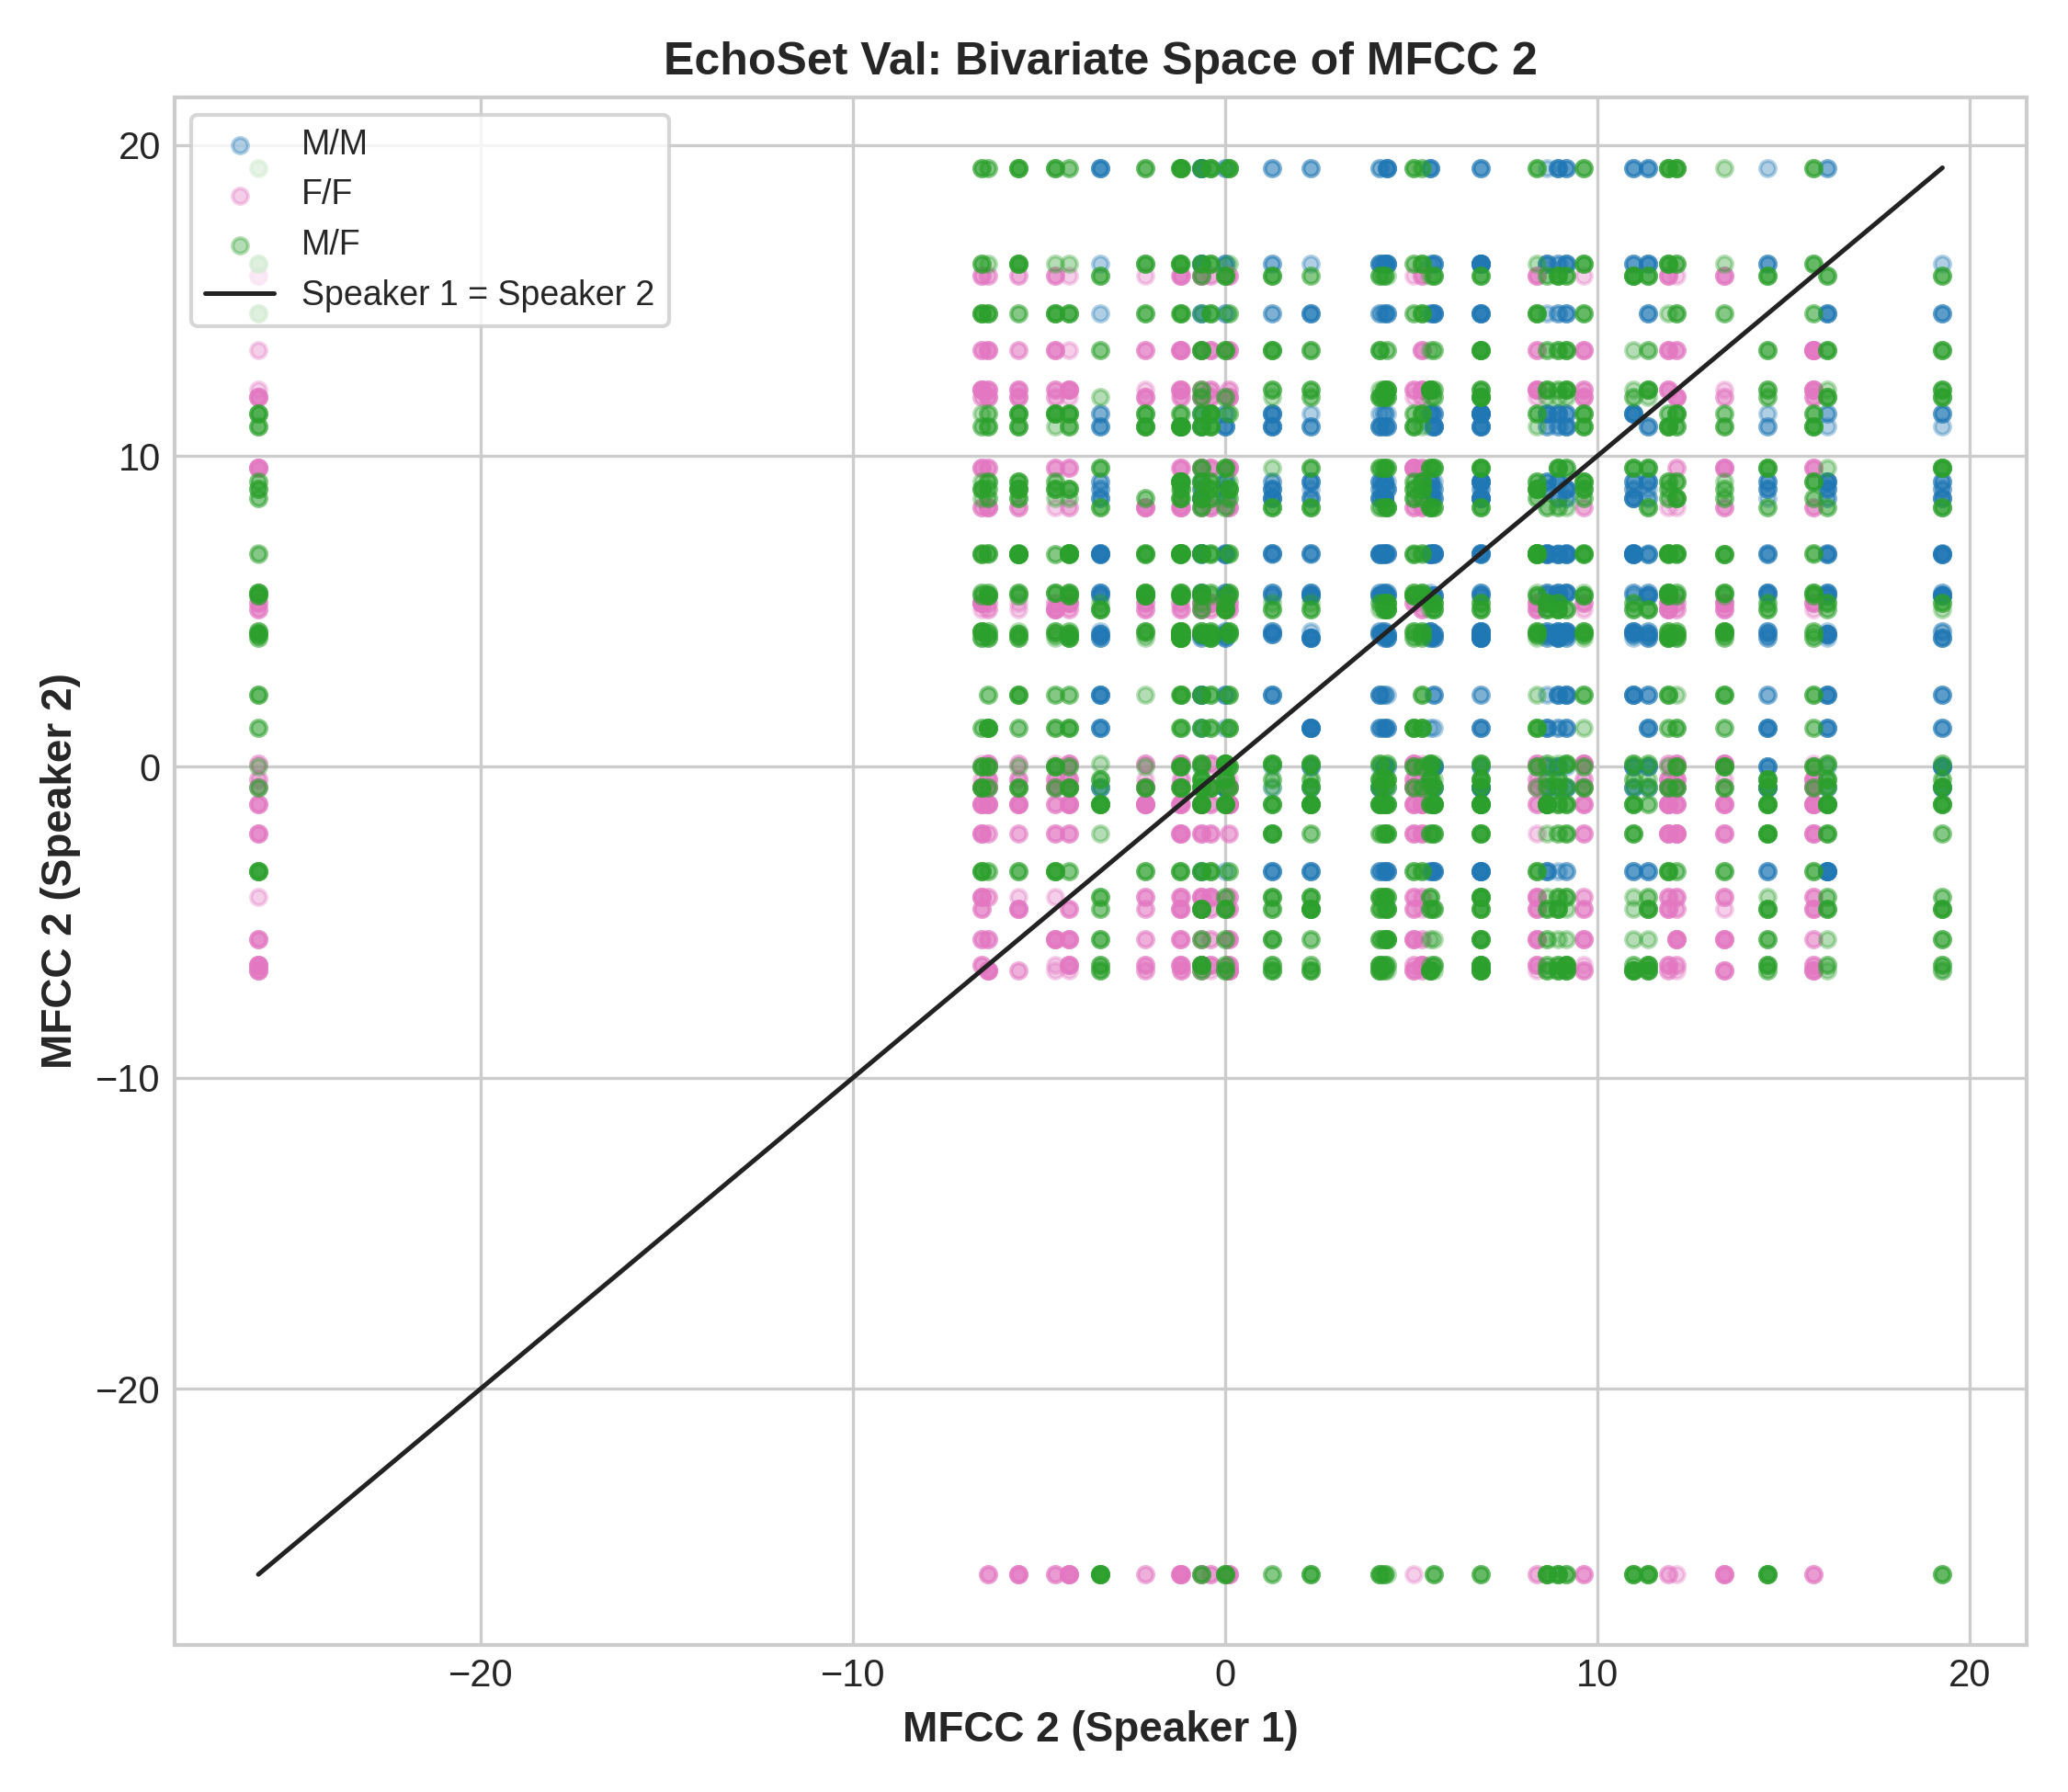 EchoSet Val: Bivariate Space of MFCC 2
M/M
F/F
M/F
Speaker 1 = Speaker 2
20
10
0
−10
−20
MFCC 2 (Speaker 2)
−20
−10
0
10
20
MFCC 2 (Speaker 1)